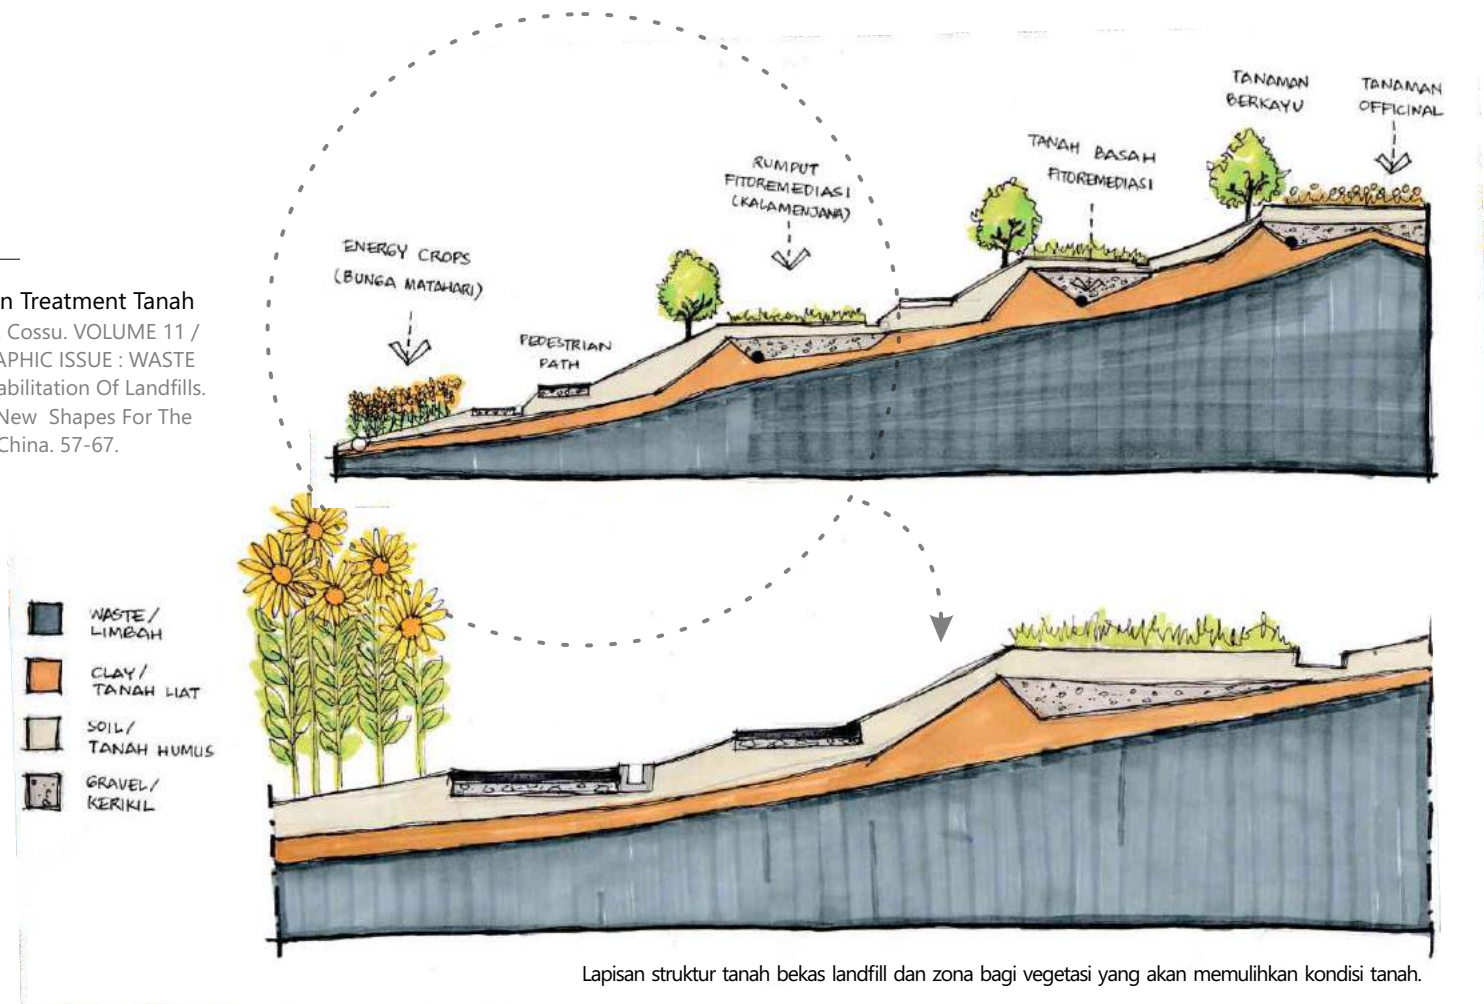 n Treatment Tanah
Cossu. VOLUME 11 /
APHIC ISSUE : WASTE
abilitation Of Landfills.
New Shapes For The
China. 57-67.
ENERGY CROPS
(BUNGA MATAHARI)
PEDESTRIAN
PATH
RUMPUT
FITOREMEDIASI
(KALAMENJANA)
TANAH BASAH
FITOREMEDIASI
TANAMAN
BERKAYU
TANAMAN
OFFICINAL
WASTE/
LIMBAH
CLAY/
TANAH LIAT
SOIL/
TANAH HUMUS
GRAVEL/
KERIKIL
Lapisan struktur tanah bekas landfill dan zona bagi vegetasi yang akan memulihkan kondisi tanah.